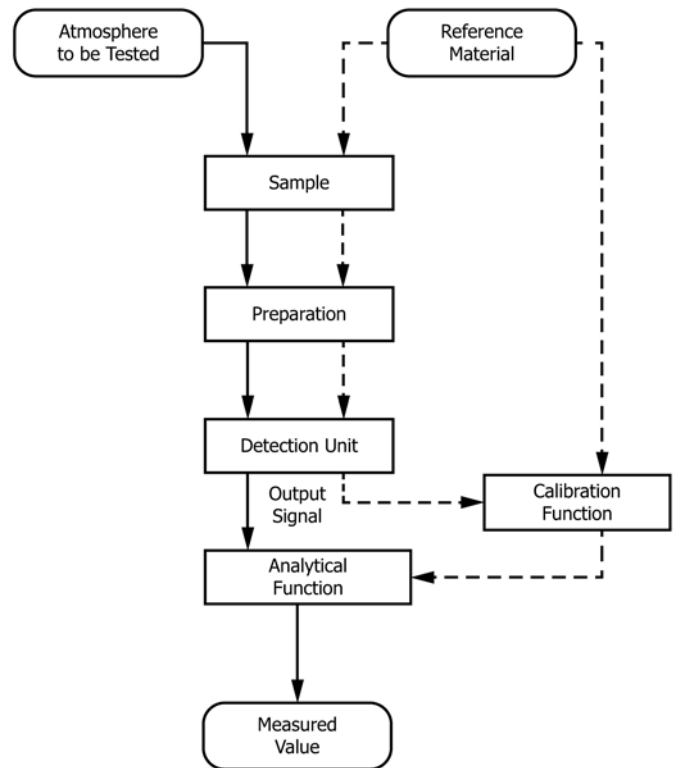 Atmosphere
to be Tested
Reference
Material
Sample
Preparation
Detection Unit
Output
Signal
Calibration
Function
Analytical
Function
Measured
Value